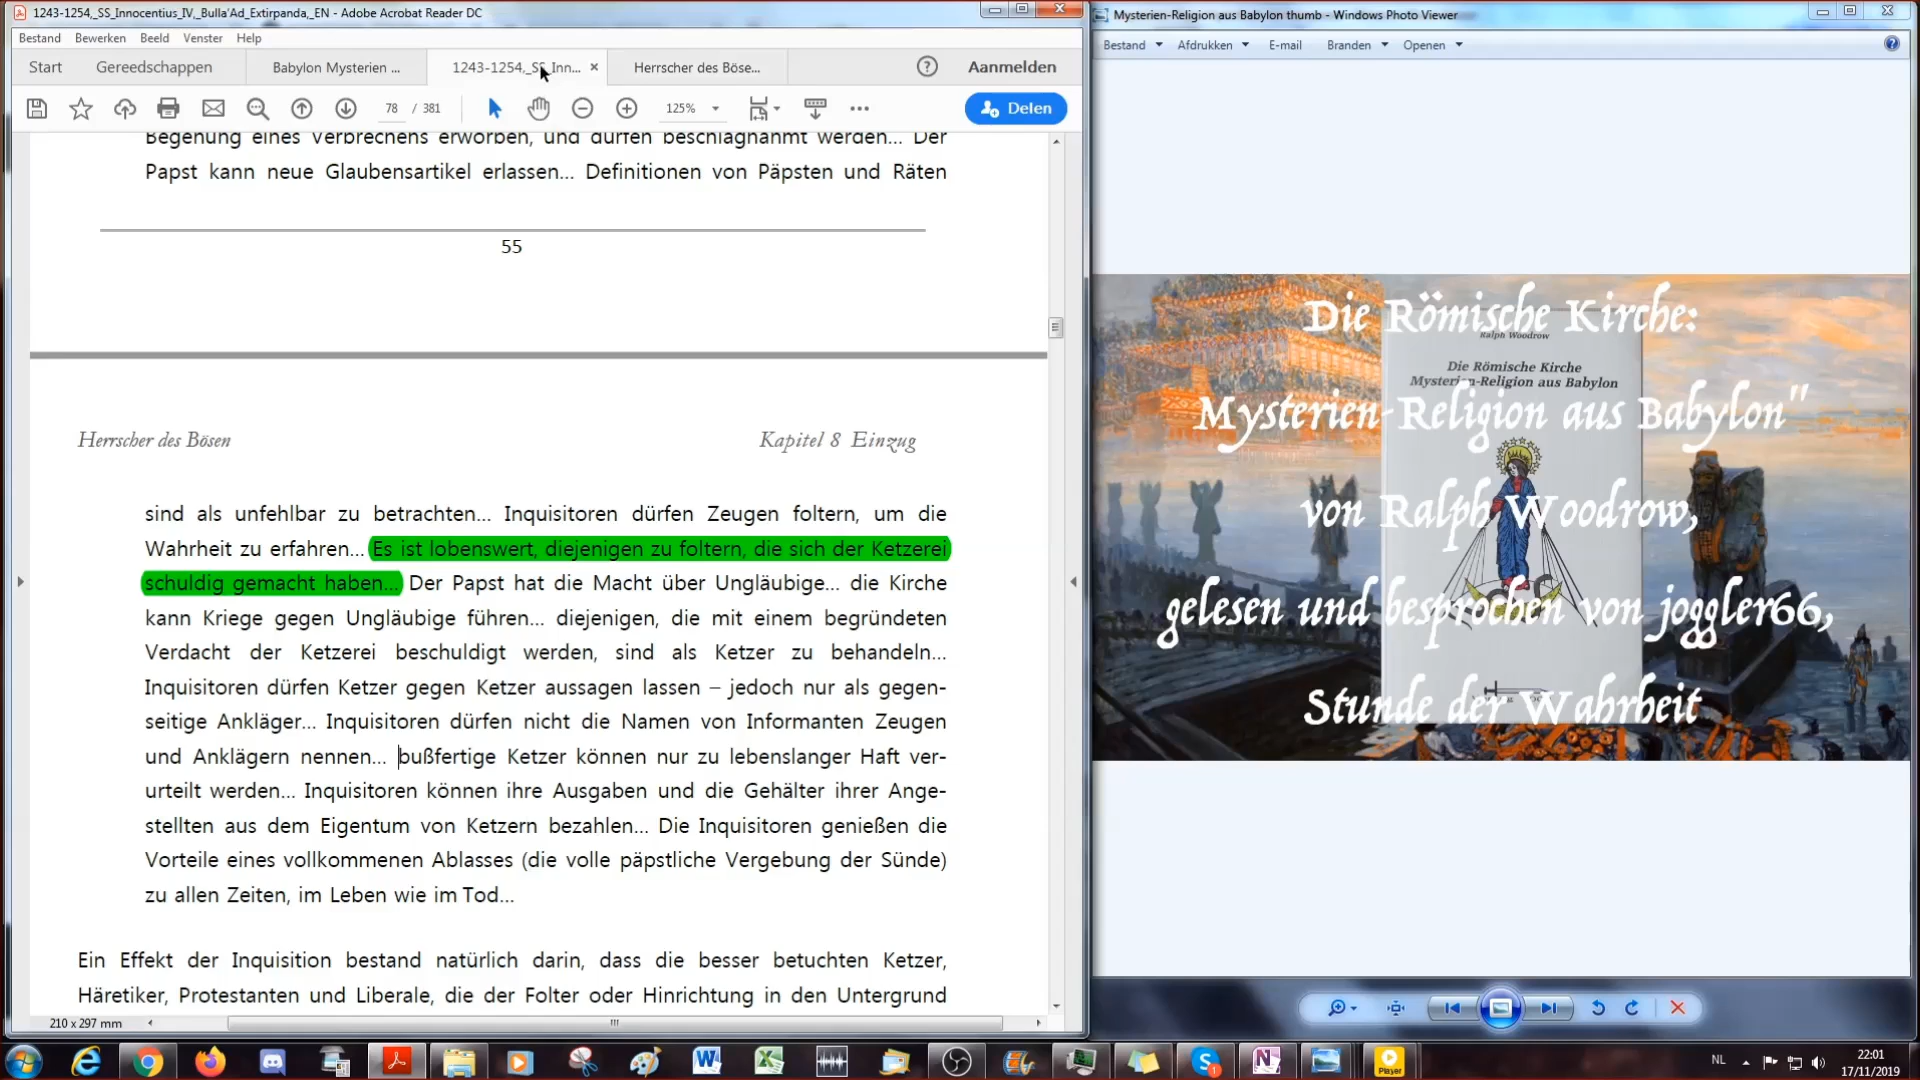 1243-1254,_SS_Innocentius_IV,_Bulla'Ad_Extirpanda,_EN - Adobe Acrobat Reader DC
Bestand Bewerken Beeld Venster Help
Start Gereedschappen Babylon Mysterien ... 1243-1254,_SS_Inn... Herrscher des Böse... Aanmelden
78 / 381 125% Delen
Begehung eines Verbrechens erworben, und dürfen beschlagnahmt werden... Der
Papst kann neue Glaubensartikel erlassen... Definitionen von Päpsten und Räten
55
Herrscher des Bösen Kapitel 8 Einzug
sind als unfehlbar zu betrachten... Inquisitoren dürfen Zeugen foltern, um die
Wahrheit zu erfahren... Es ist lobenswert, diejenigen zu foltern, die sich der Ketzerei
schuldig gemacht haben... Der Papst hat die Macht über Ungläubige... die Kirche
kann Kriege gegen Ungläubige führen... diejenigen, die mit einem begründeten
Verdacht der Ketzerei beschuldigt werden, sind als Ketzer zu behandeln...
Inquisitoren dürfen Ketzer gegen Ketzer aussagen lassen – jedoch nur als gegen-
seitige Ankläger... Inquisitoren dürfen nicht die Namen von Informanten Zeugen
und Anklägern nennen... bußfertige Ketzer können nur zu lebenslanger Haft ver-
urteilt werden... Inquisitoren können ihre Ausgaben und die Gehälter ihrer Ange-
stellten aus dem Eigentum von Ketzern bezahlen... Die Inquisitoren genießen die
Vorteile eines vollkommenen Ablasses (die volle päpstliche Vergebung der Sünde)
zu allen Zeiten, im Leben wie im Tod...
Ein Effekt der Inquisition bestand natürlich darin, dass die besser betuchten Ketzer,
Häretiker, Protestanten und Liberale, die der Folter oder Hinrichtung in den Untergrund
210 x 297 mm
Mysterien-Religion aus Babylon thumb - Windows Photo Viewer
Bestand Afdrukken E-mail Branden Openen
Die Römische Kirche:
Ralph Woodrow
Die Römische Kirche
Mysterien-Religion aus Babylon
Mysterien-Religion aus Babylon"
von Ralph Woodrow,
gelesen und besprochen von joggler66,
Stunde der Wahrheit
Player
NL
22:01
17/11/2019